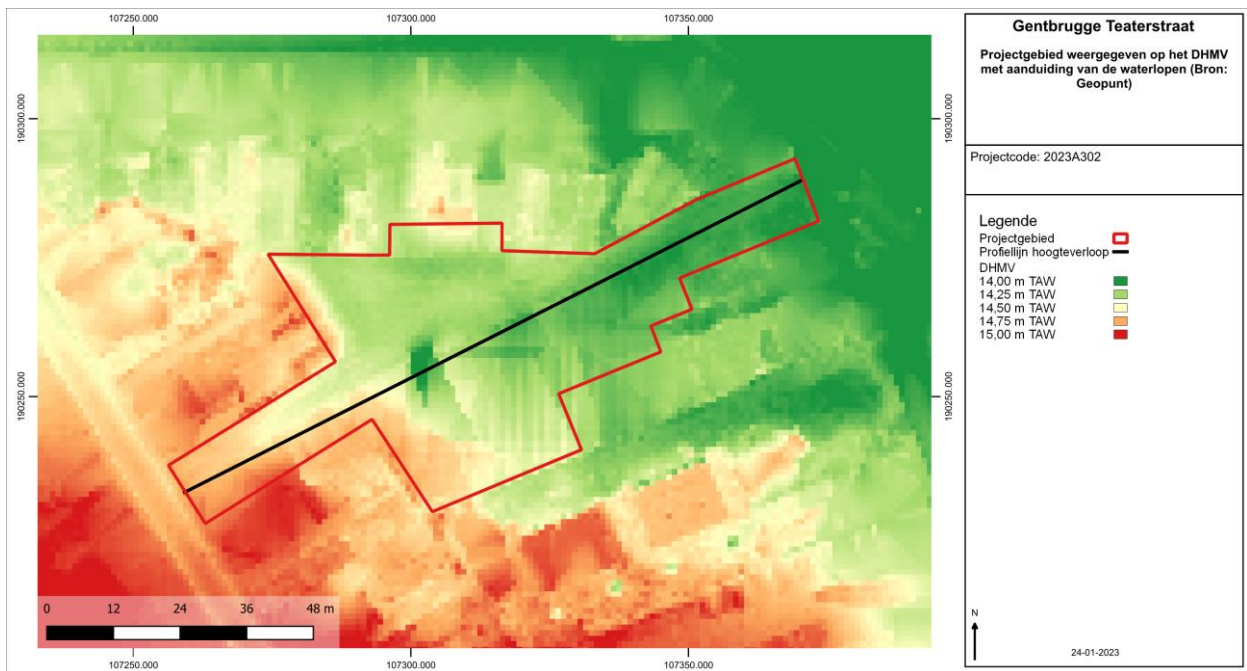 107250.000
107300.000
107350.000
190300.000
190300.000
190250.000
190250.000
0 12 24 36 48 m
107250.000
107300.000
107350.000
Gentbrugge Teaterstraat
Projectgebied weergegeven op het DHMV
met aanduiding van de waterlopen (Bron:
Geopunt)
Projectcode: 2023A302
Legende
Projectgebied
Profiellijn hoogteverloop
DHMV
14,00 m TAW
14,25 m TAW
14,50 m TAW
14,75 m TAW
15,00 m TAW
N
24-01-2023